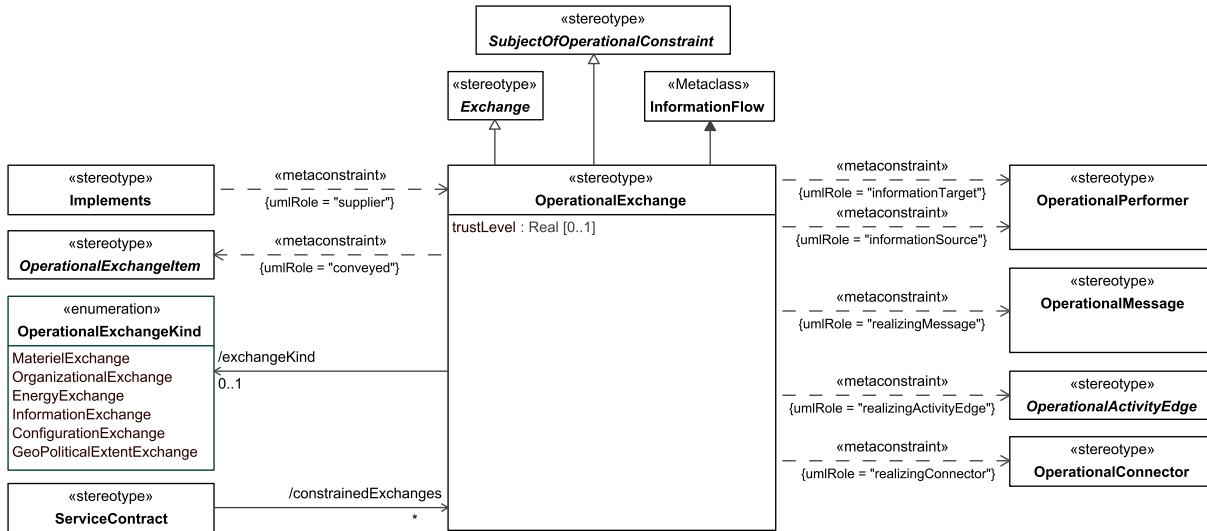 «stereotype»
SubjectOfOperationalConstraint
«stereotype»
Exchange
«Metaclass»
InformationFlow
«stereotype»
Implements
«metaconstraint»
{umlRole = "supplier"}
«stereotype»
OperationalExchangeItem
«metaconstraint»
{umlRole = "conveyed"}
«enumeration»
OperationalExchangeKind
MaterielExchange
OrganizationalExchange
EnergyExchange
InformationExchange
ConfigurationExchange
GeoPoliticalExtentExchange
/exchangeKind
0..1
«stereotype»
ServiceContract
/constrainedExchanges
*
«stereotype»
OperationalExchange
trustLevel : Real [0..1]
«metaconstraint»
{umlRole = "informationTarget"}
«metaconstraint»
{umlRole = "informationSource"}
«stereotype»
OperationalPerformer
«metaconstraint»
{umlRole = "realizingMessage"}
«stereotype»
OperationalMessage
«metaconstraint»
{umlRole = "realizingActivityEdge"}
«stereotype»
OperationalActivityEdge
«metaconstraint»
{umlRole = "realizingConnector"}
«stereotype»
OperationalConnector